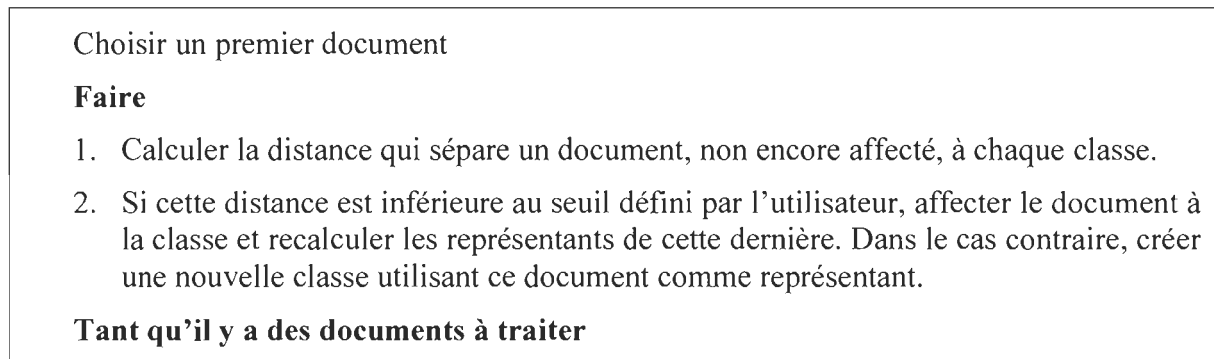 Choisir un premier document
Faire
1. Calculer la distance qui sépare un document, non encore affecté, à chaque classe.
2. Si cette distance est inférieure au seuil défini par l'utilisateur, affecter le document à
la classe et recalculer les représentants de cette dernière. Dans le cas contraire, créer
une nouvelle classe utilisant ce document comme représentant.
Tant qu'il y a des documents à traiter